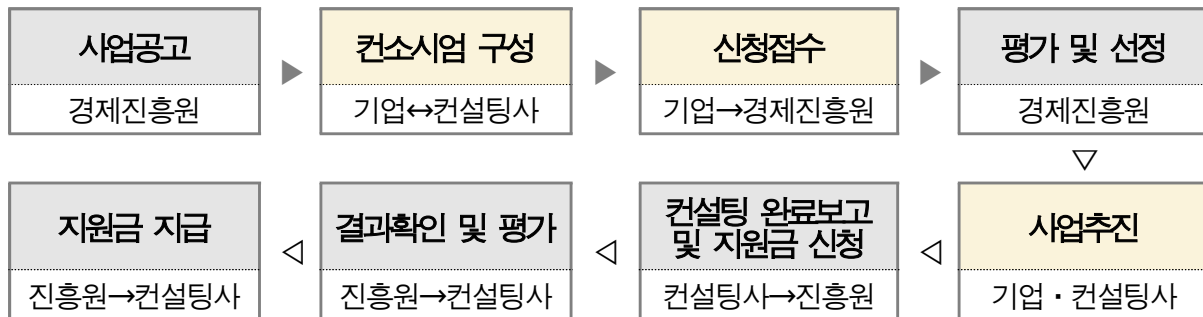 사업공고
경제진흥원
▶
컨소시엄 구성
기업↔컨설팅사
▶
신청접수
기업→경제진흥원
▶
평가 및 선정
경제진흥원
▽
사업추진
기업 · 컨설팅사
◁
컨설팅 완료보고
및 지원금 신청
컨설팅사→진흥원
◁
결과확인 및 평가
진흥원→컨설팅사
◁
지원금 지급
진흥원→컨설팅사